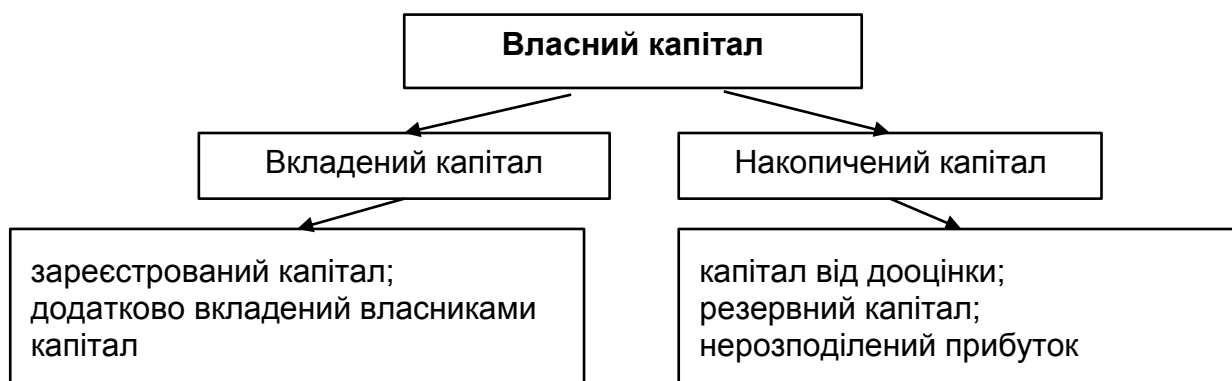 Власний капітал
Вкладений капітал
Накопичений капітал
зареєстрований капітал;
додатково вкладений власниками
капітал
капітал від дооцінки;
резервний капітал;
нерозподілений прибуток